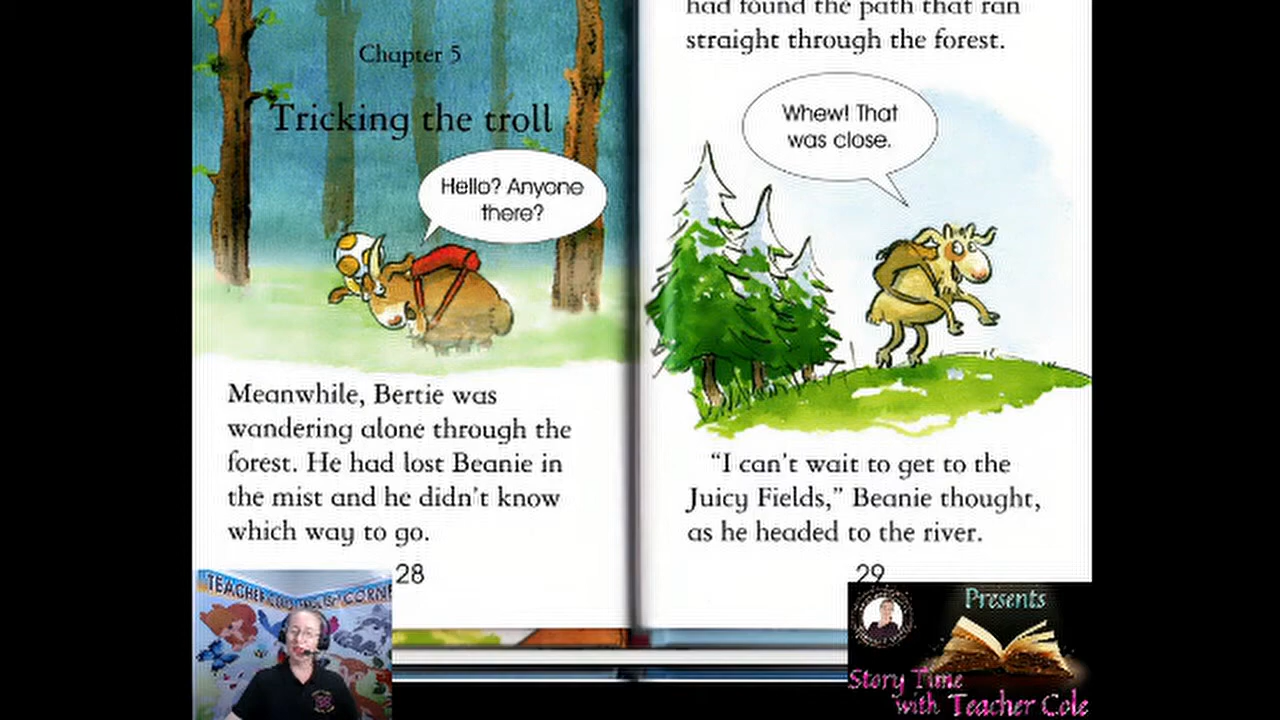 Chapter 5
Tricking the troll
Hello? Anyone
there?
Meanwhile, Bertie was
wandering alone through the
forest. He had lost Beanie in
the mist and he didn't know
which way to go.
28
had found the path that ran
straight through the forest.
Whew! That
was close.
"I can't wait to get to the
Juicy Fields," Beanie thought,
as he headed to the river.
29
TEACHER
CORN
Presents
Story Time
with Teacher Cole